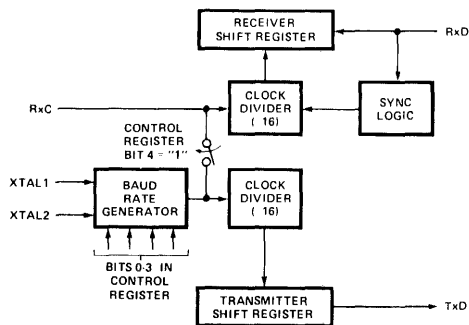 RECEIVER
SHIFT REGISTER
RxD
RxC
CLOCK
DIVIDER
( 16)
SYNC
LOGIC
CONTROL
REGISTER
BIT 4 = "1"
XTAL1
XTAL2
BAUD
RATE
GENERATOR
CLOCK
DIVIDER
( 16)
BITS 0-3 IN
CONTROL
REGISTER
TRANSMITTER
SHIFT REGISTER
TxD